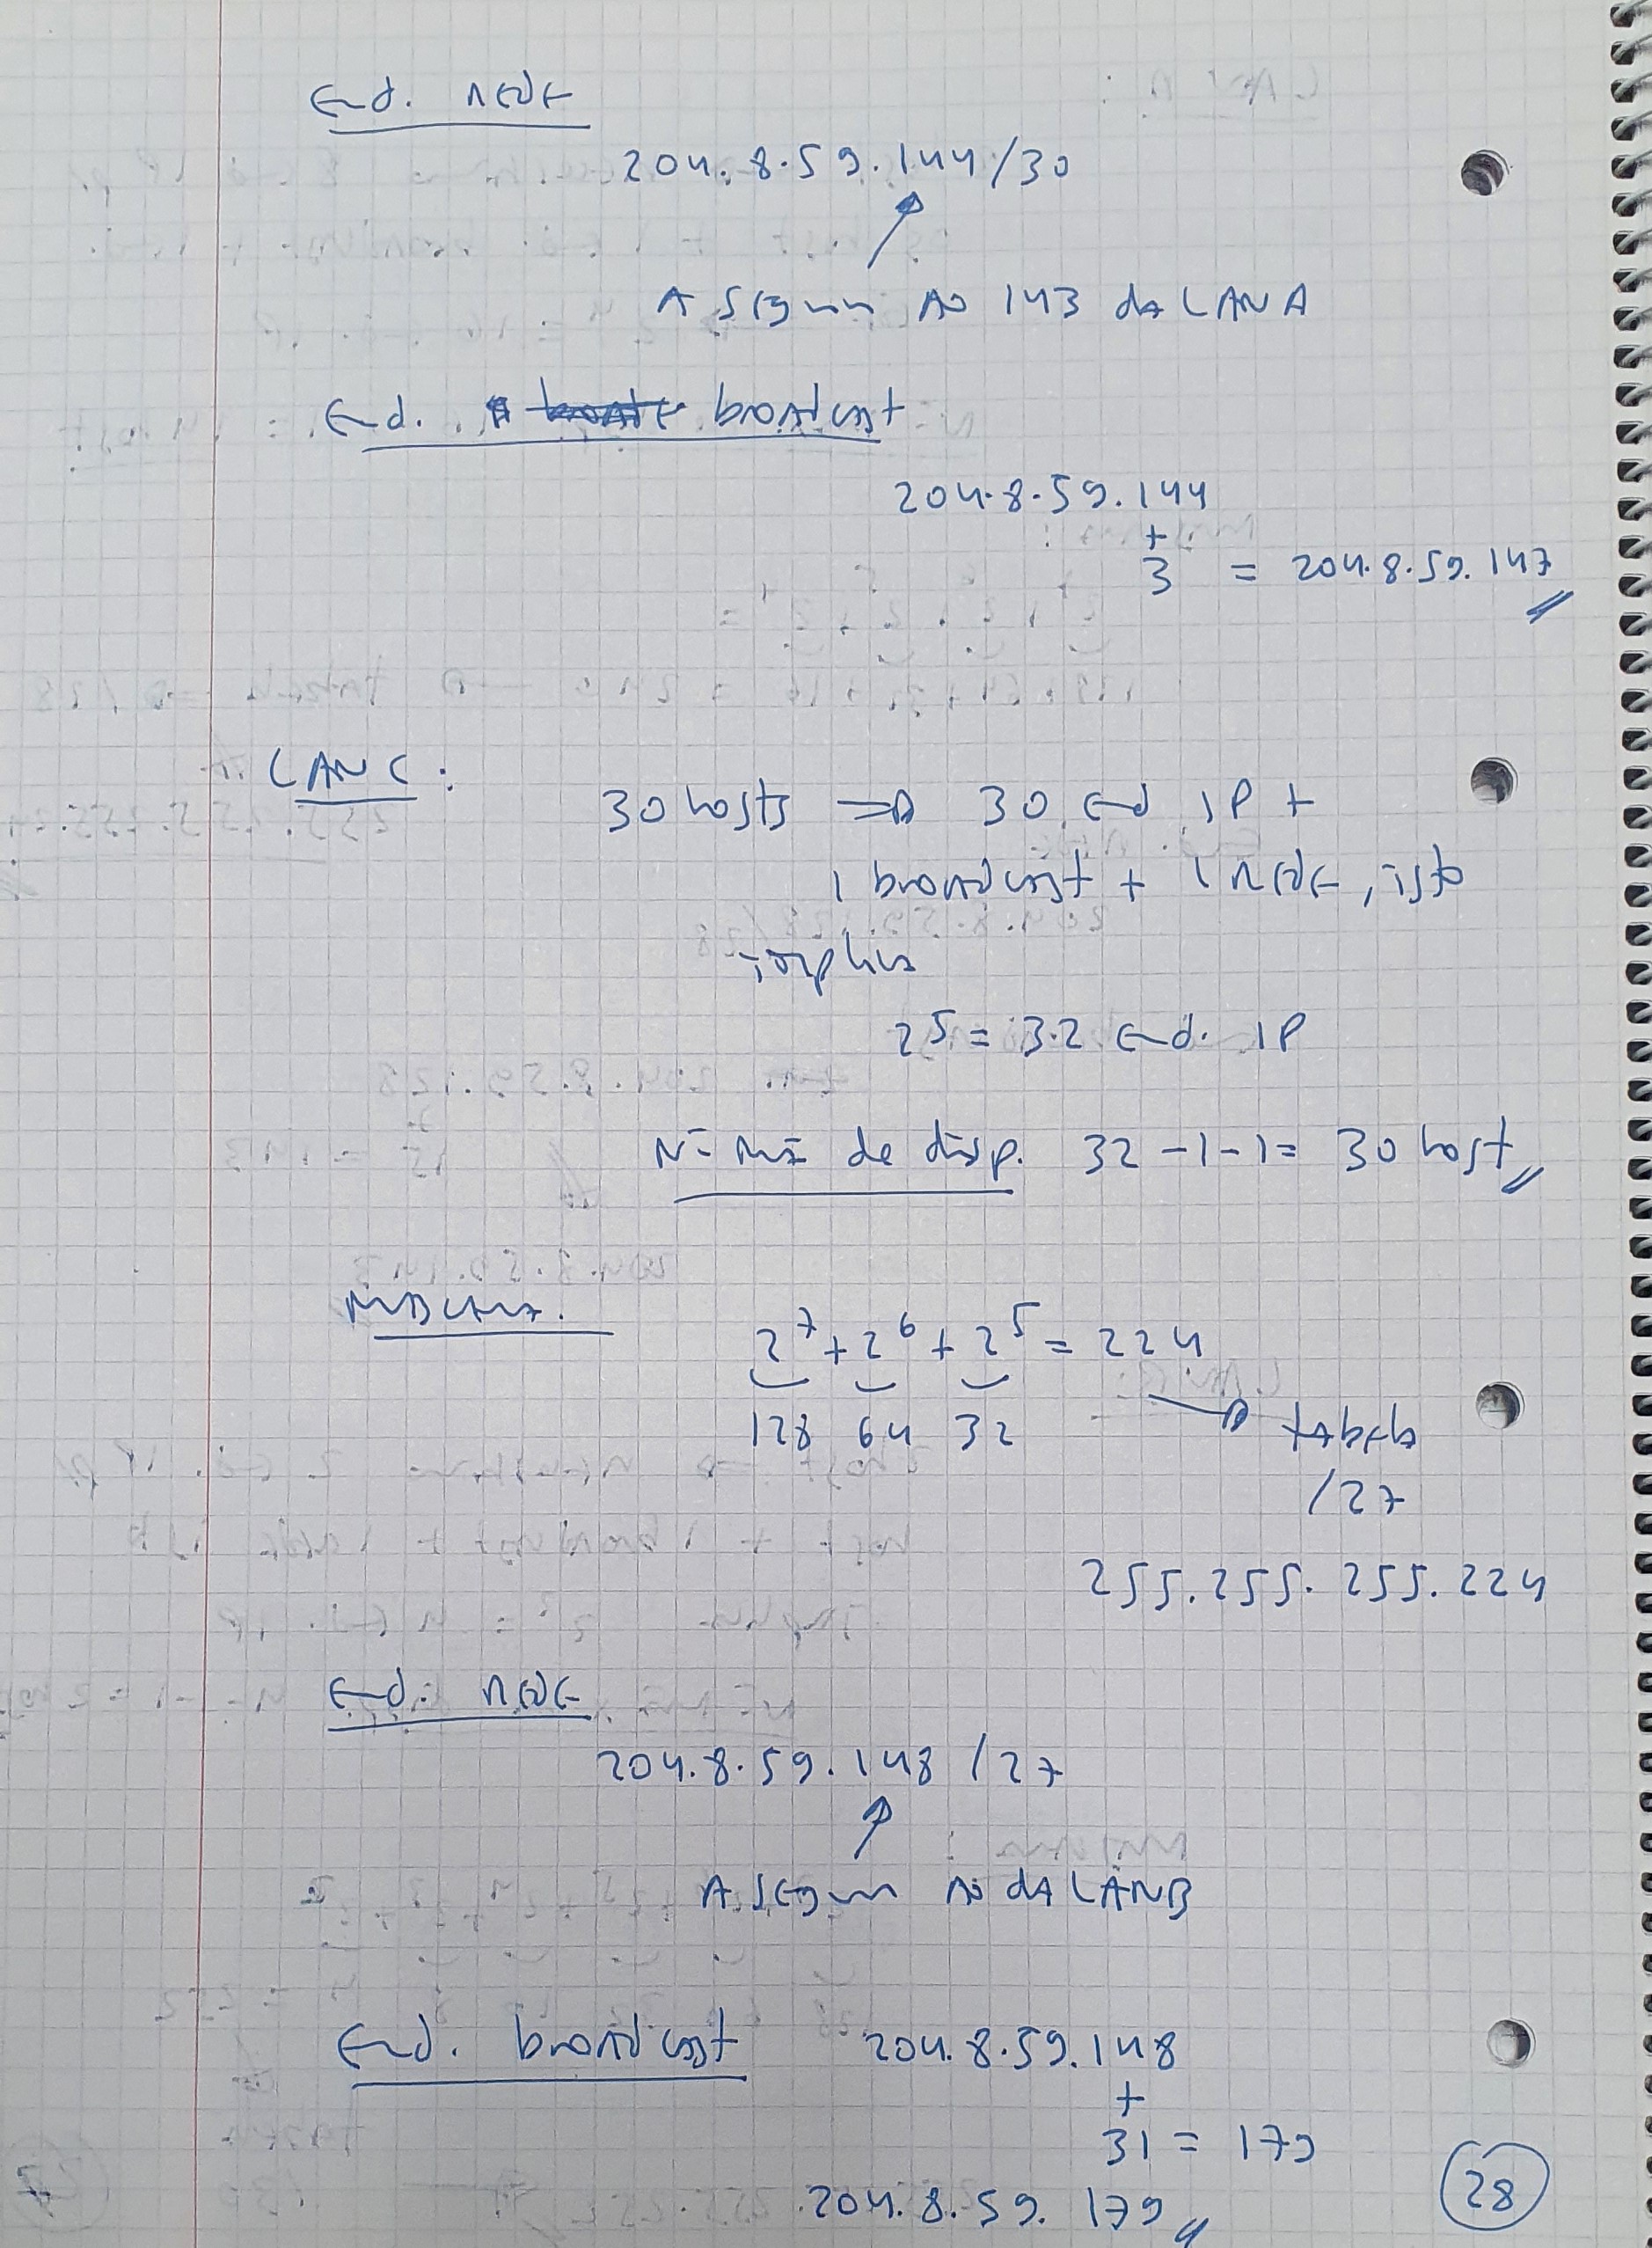 End. rede
204.8.59.144/30
A seguir ao 143 da LAN A
End. broadcast
204.8.59.144
+
3 = 204.8.59.147
LAN C:
30 hosts => 30 end IP +
1 broadcast + 1 rede, isto
implica
2^5 = 32 End. IP
Nº máx de disp. 32 - 1 - 1 = 30 host
Máscara.
2^7 + 2^6 + 2^5 = 224
128 64 32 → tabela
/27
255.255.255.224
End. rede
204.8.59.148 /27
A seguir ao da LAN B
End. broadcast 204.8.59.148
+
31 = 179
204.8.59.179
28